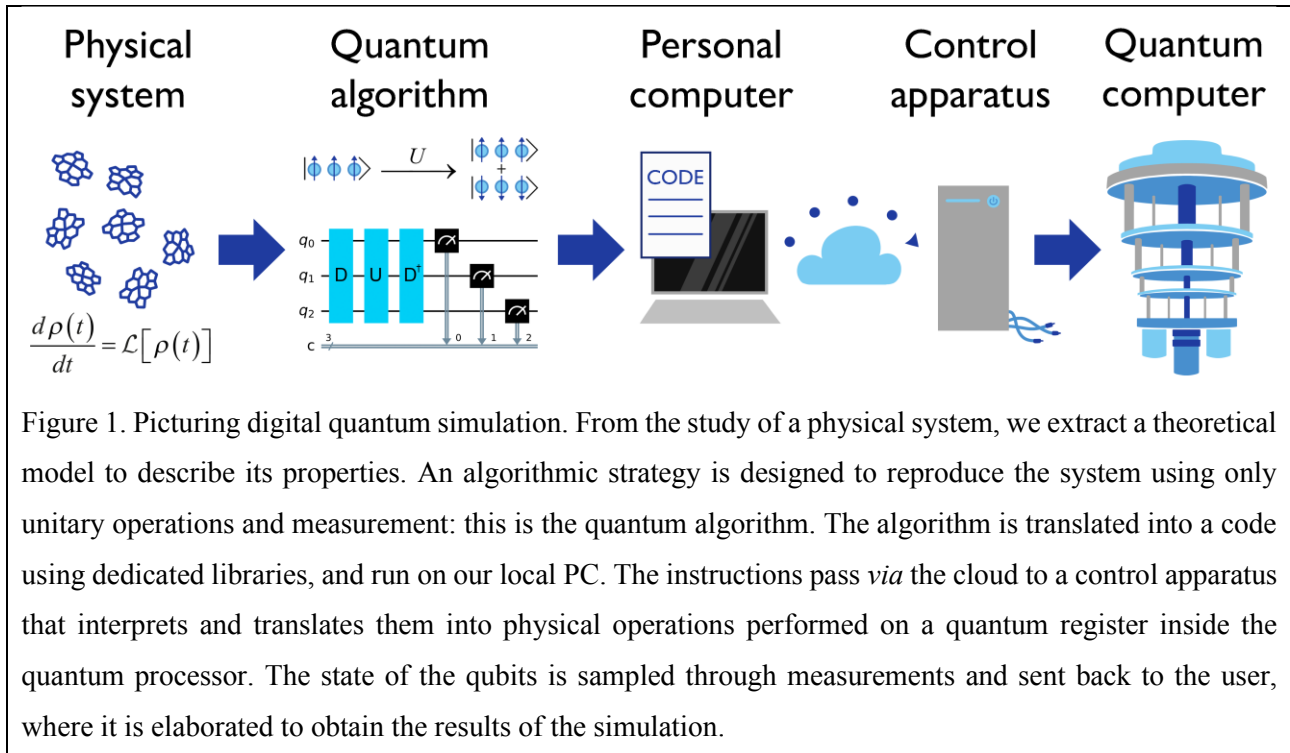 Physical system
Quantum algorithm
Personal computer
Control apparatus
Quantum computer
|↑ ↑ ↑⟩ U |↑ ↑ ↑⟩ + |↓ ↓ ↓⟩
CODE
q₀
q₁
q₂
D U D†
c 3 0 1 2
dρ(t)/dt = ℒ[ρ(t)]
Figure 1. Picturing digital quantum simulation. From the study of a physical system, we extract a theoretical
model to describe its properties. An algorithmic strategy is designed to reproduce the system using only
unitary operations and measurement: this is the quantum algorithm. The algorithm is translated into a code
using dedicated libraries, and run on our local PC. The instructions pass via the cloud to a control apparatus
that interprets and translates them into physical operations performed on a quantum register inside the
quantum processor. The state of the qubits is sampled through measurements and sent back to the user,
where it is elaborated to obtain the results of the simulation.